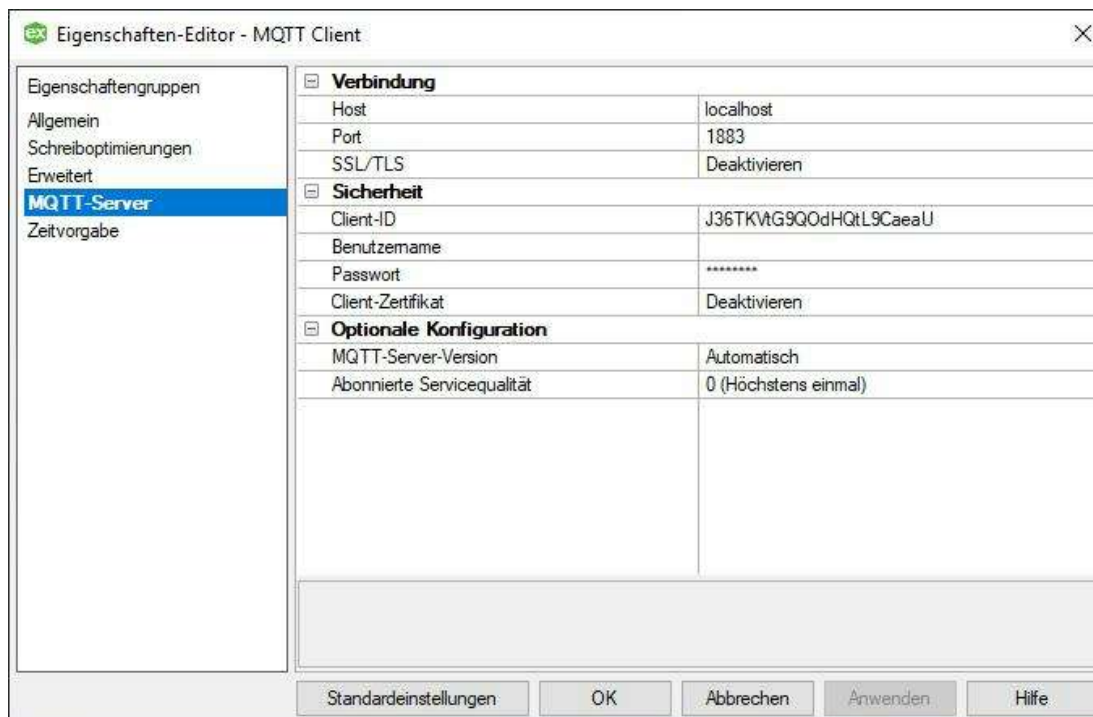 ex Eigenschaften-Editor - MQTT Client
Eigenschaftengruppen
Allgemein
Schreiboptimierungen
Erweitert
MQTT-Server
Zeitvorgabe
Verbindung
Host localhost
Port 1883
SSL/TLS Deaktivieren
Sicherheit
Client-ID J36TKVtG9QOdHQtL9CaeaU
Benutzername
Passwort ********
Client-Zertifikat Deaktivieren
Optionale Konfiguration
MQTT-Server-Version Automatisch
Abonnierte Servicequalität 0 (Höchstens einmal)
Standardeinstellungen OK Abbrechen Anwenden Hilfe